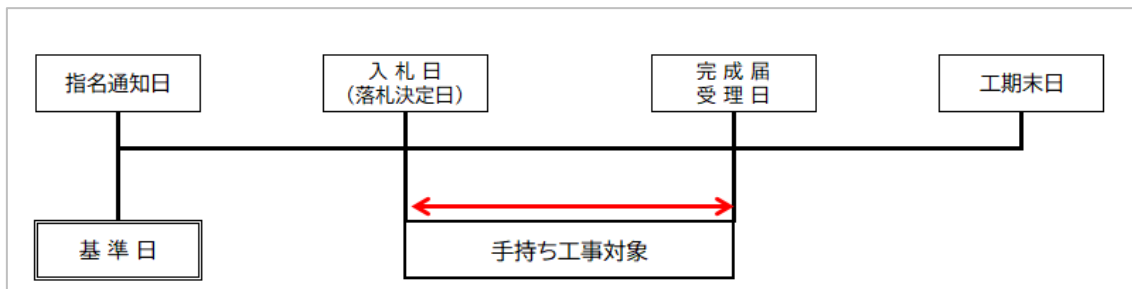 指名通知日
入札日
（落札決定日）
完成届
受理日
工期末日
基準日
手持ち工事対象